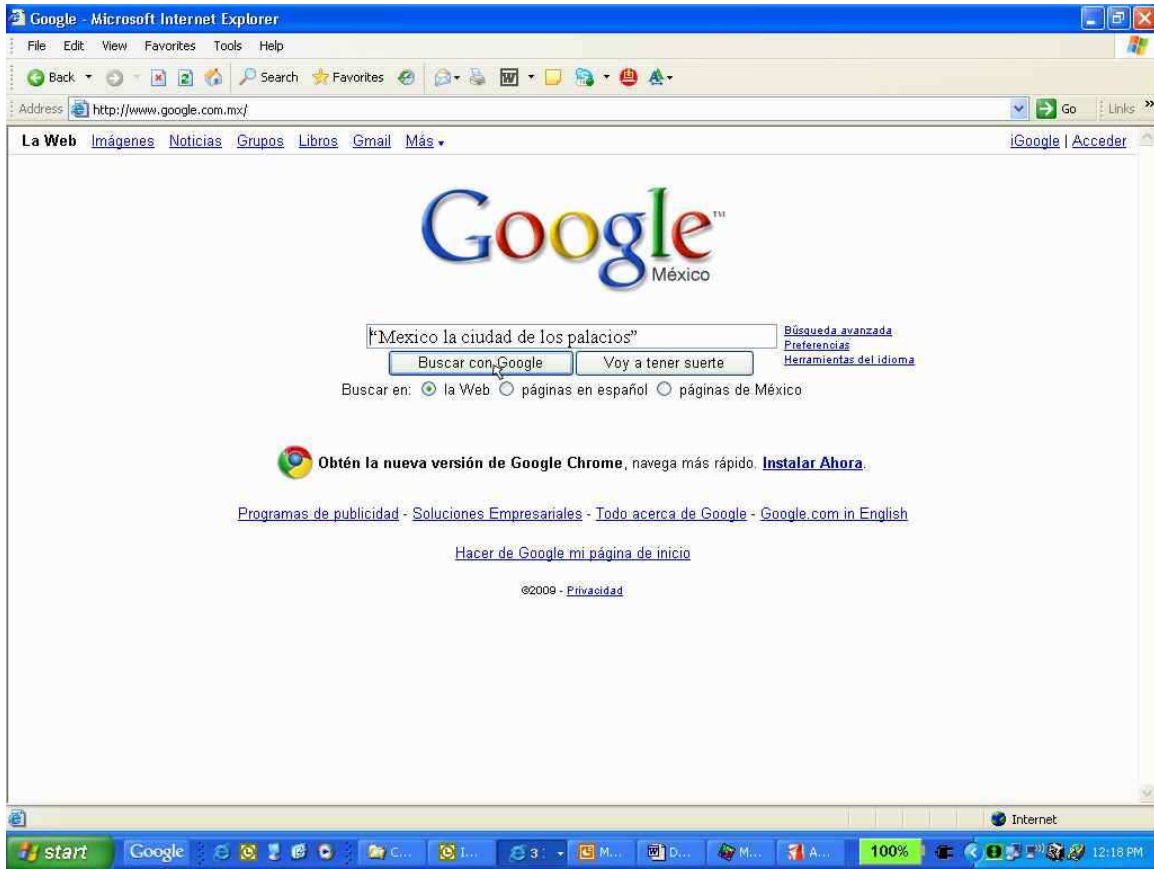 Google - Microsoft Internet Explorer
File Edit View Favorites Tools Help
Back Search Favorites
Address http://www.google.com.mx/ Go Links »
La Web Imágenes Noticias Grupos Libros Gmail Más iGoogle | Acceder
Google™
México
“Mexico la ciudad de los palacios” Búsqueda avanzada
Preferencias
Buscar con Google Voy a tener suerte Herramientas del idioma
Buscar en: la Web páginas en español páginas de México
Obtén la nueva versión de Google Chrome, navega más rápido. Instalar Ahora.
Programas de publicidad - Soluciones Empresariales - Todo acerca de Google - Google.com in English
Hacer de Google mi página de inicio
©2009 - Privacidad
Internet
start Google C... I... 3 M... D... M... A... 100% 12:18 PM